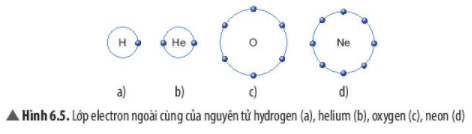 H He O Ne
a) b) c) d)
▲ Hình 6.5. Lớp electron ngoài cùng của nguyên tử hydrogen (a), helium (b), oxygen (c), neon (d)